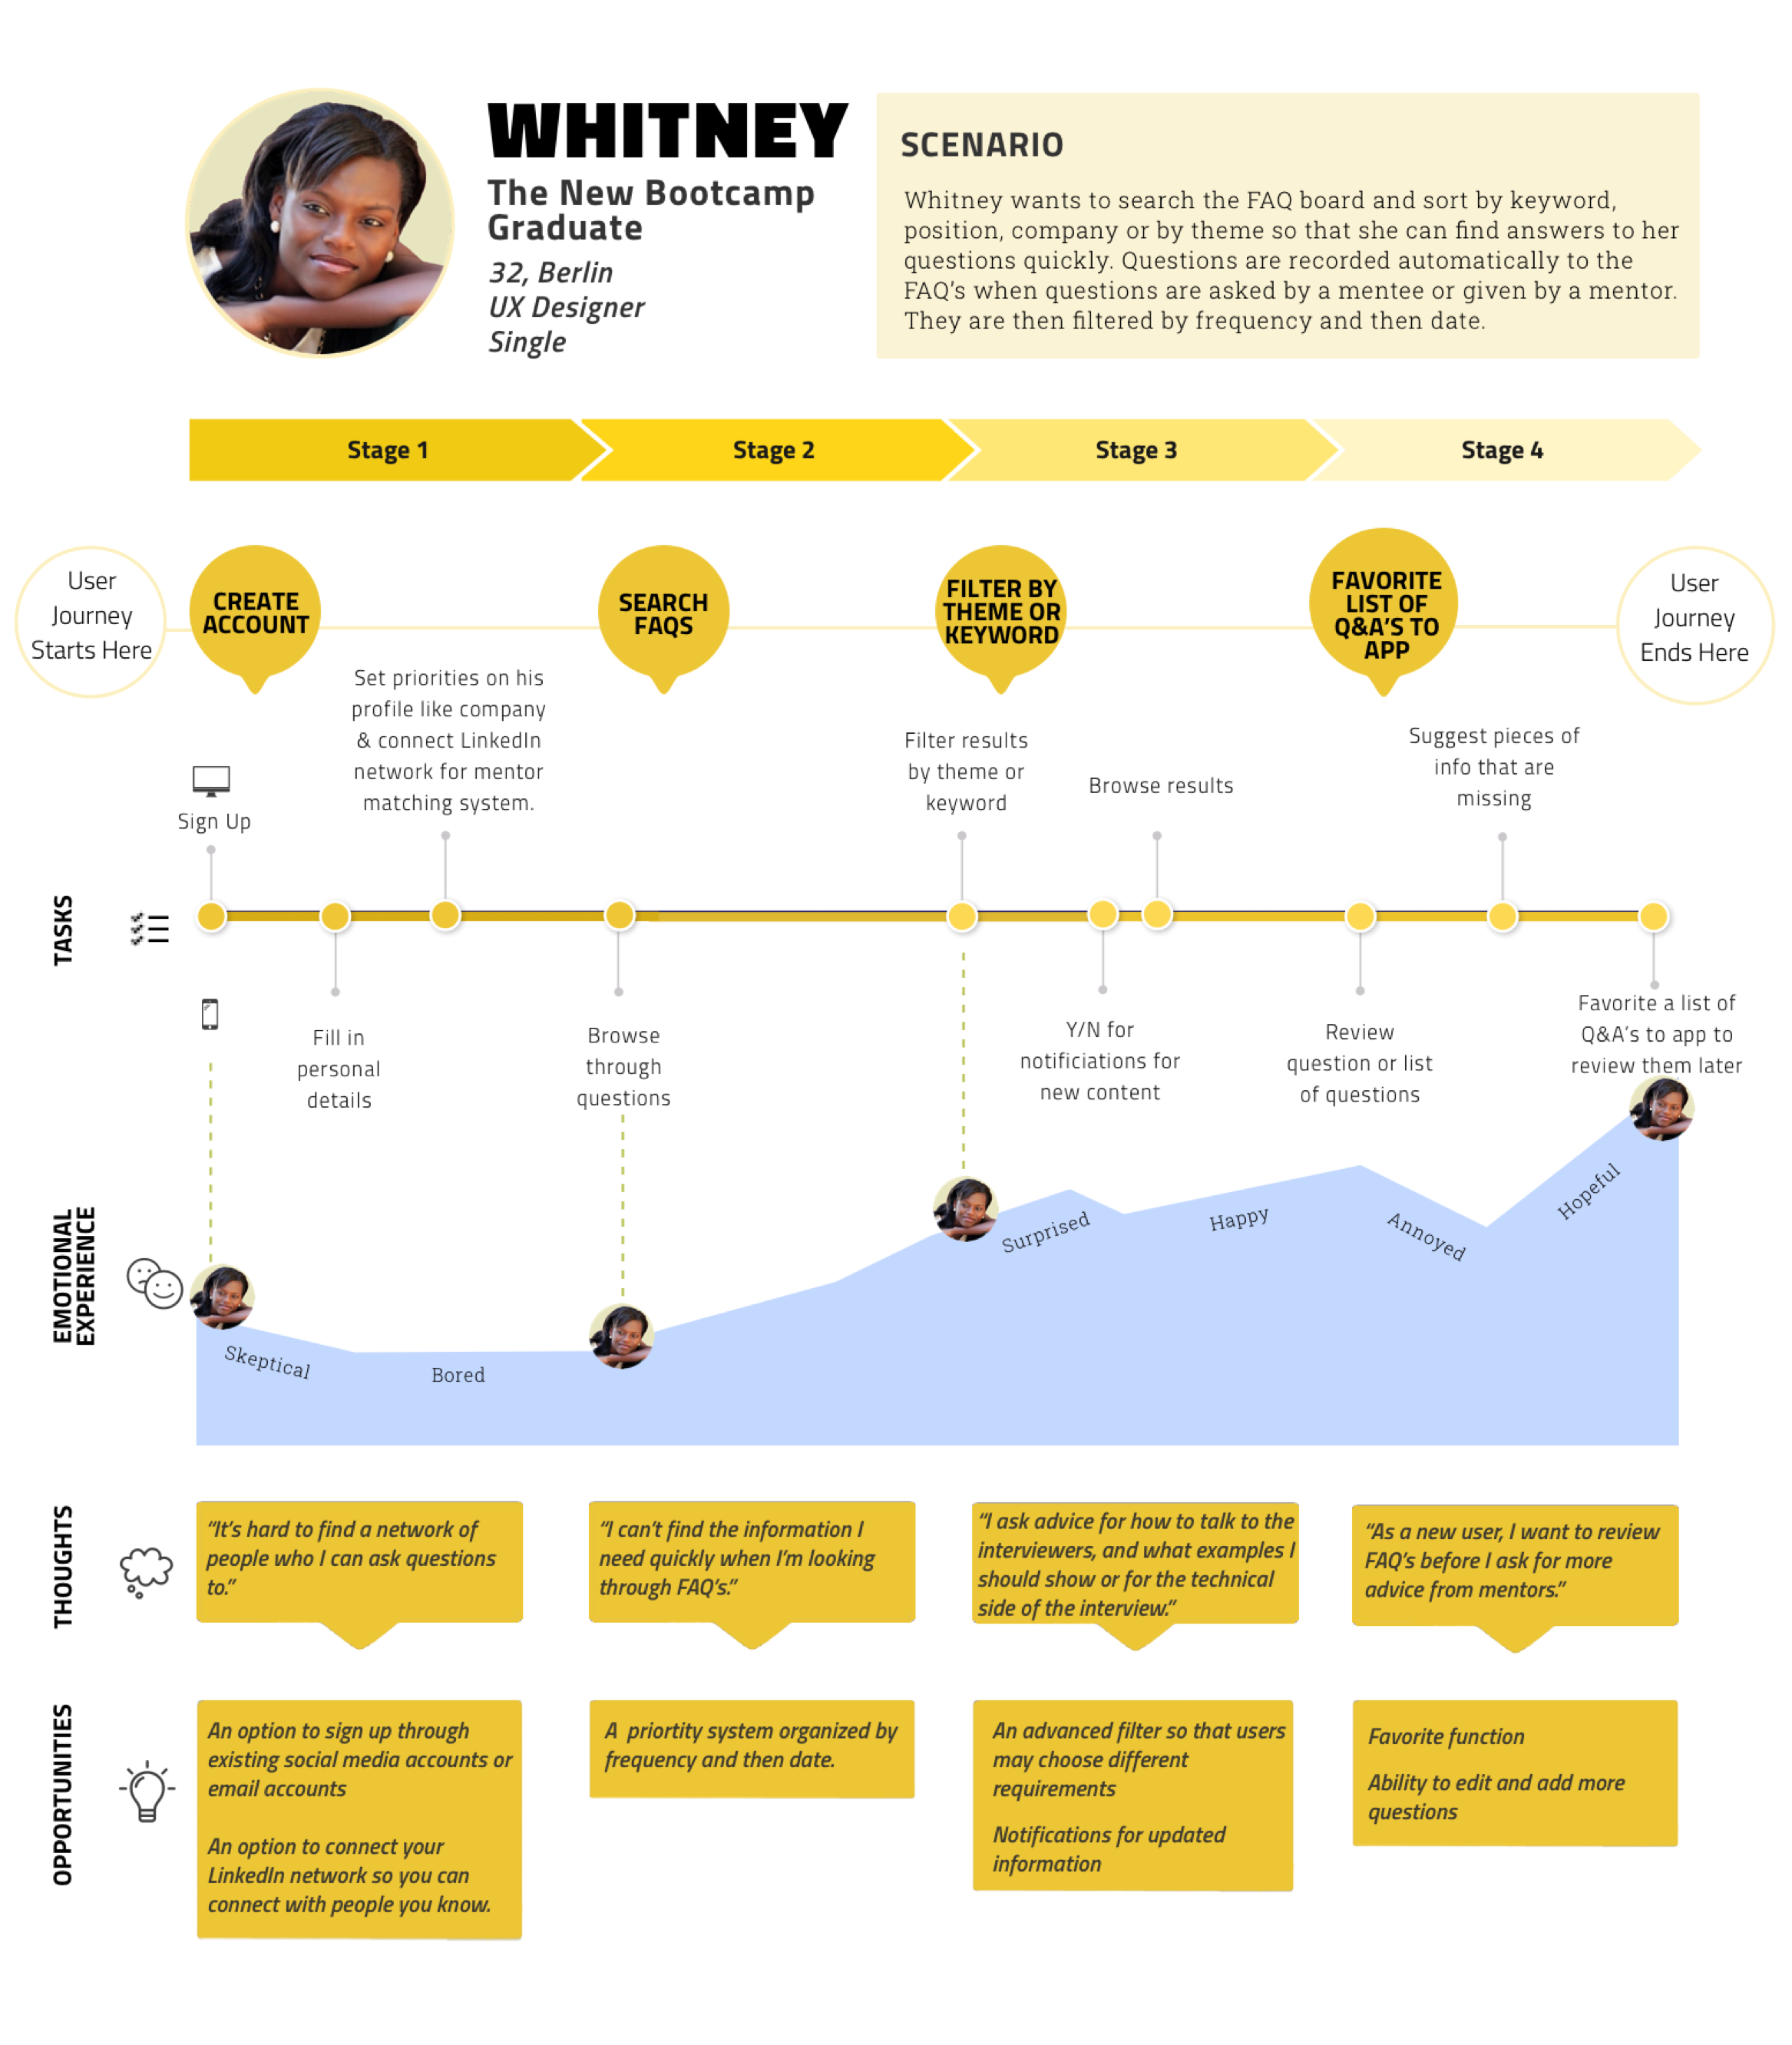 WHITNEY
The New Bootcamp
Graduate
32, Berlin
UX Designer
Single
SCENARIO
Whitney wants to search the FAQ board and sort by keyword,
position, company or by theme so that she can find answers to her
questions quickly. Questions are recorded automatically to the
FAQ's when questions are asked by a mentee or given by a mentor.
They are then filtered by frequency and then date.
Stage 1
Stage 2
Stage 3
Stage 4
User
Journey
Starts Here
CREATE
ACCOUNT
SEARCH
FAQS
FILTER BY
THEME OR
KEYWORD
FAVORITE
LIST OF
Q&A'S TO
APP
User
Journey
Ends Here
TASKS
Sign Up
Set priorities on his
profile like company
& connect LinkedIn
network for mentor
matching system.
Filter results
by theme or
keyword
Browse results
Suggest pieces of
info that are
missing
Fill in
personal
details
Browse
through
questions
Y/N for
notificiations for
new content
Review
question or list
of questions
Favorite a list of
Q&A's to app to
review them later
EMOTIONAL
EXPERIENCE
Skeptical
Bored
Surprised
Happy
Annoyed
Hopeful
THOUGHTS
"It's hard to find a network of
people who I can ask questions
to."
"I can't find the information I
need quickly when I'm looking
through FAQ's."
"I ask advice for how to talk to the
interviewers, and what examples I
should show or for the technical
side of the interview."
"As a new user, I want to review
FAQ's before I ask for more
advice from mentors."
OPPORTUNITIES
An option to sign up through
existing social media accounts or
email accounts
An option to connect your
LinkedIn network so you can
connect with people you know.
A priortity system organized by
frequency and then date.
An advanced filter so that users
may choose different
requirements
Notifications for updated
information
Favorite function
Ability to edit and add more
questions